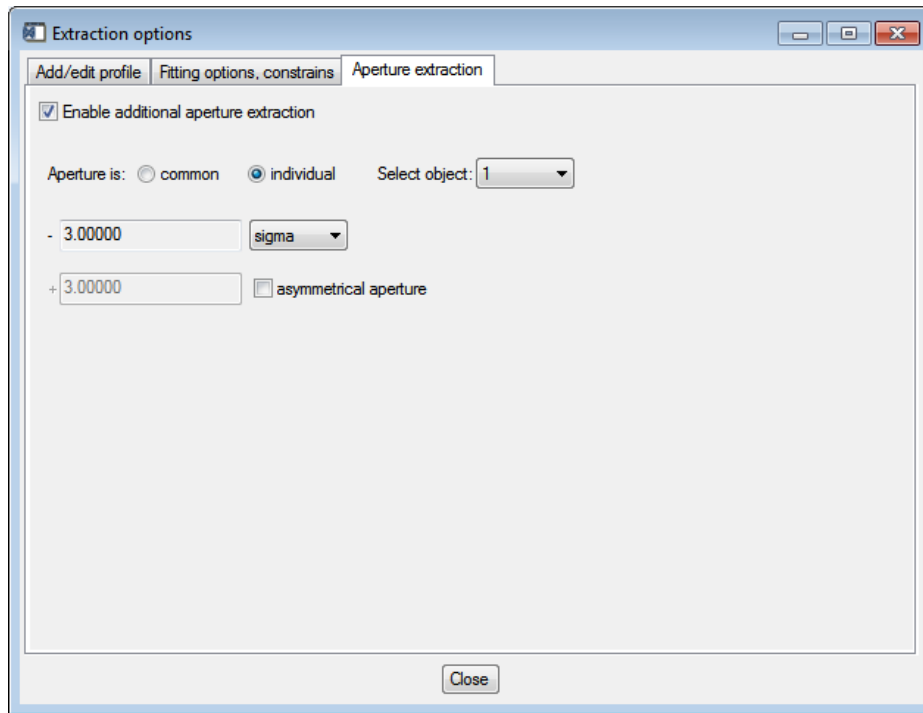 Extraction options
Add/edit profile Fitting options, constrains Aperture extraction
Enable additional aperture extraction
Aperture is: common individual Select object: 1
- 3.00000 sigma
+ 3.00000 asymmetrical aperture
Close